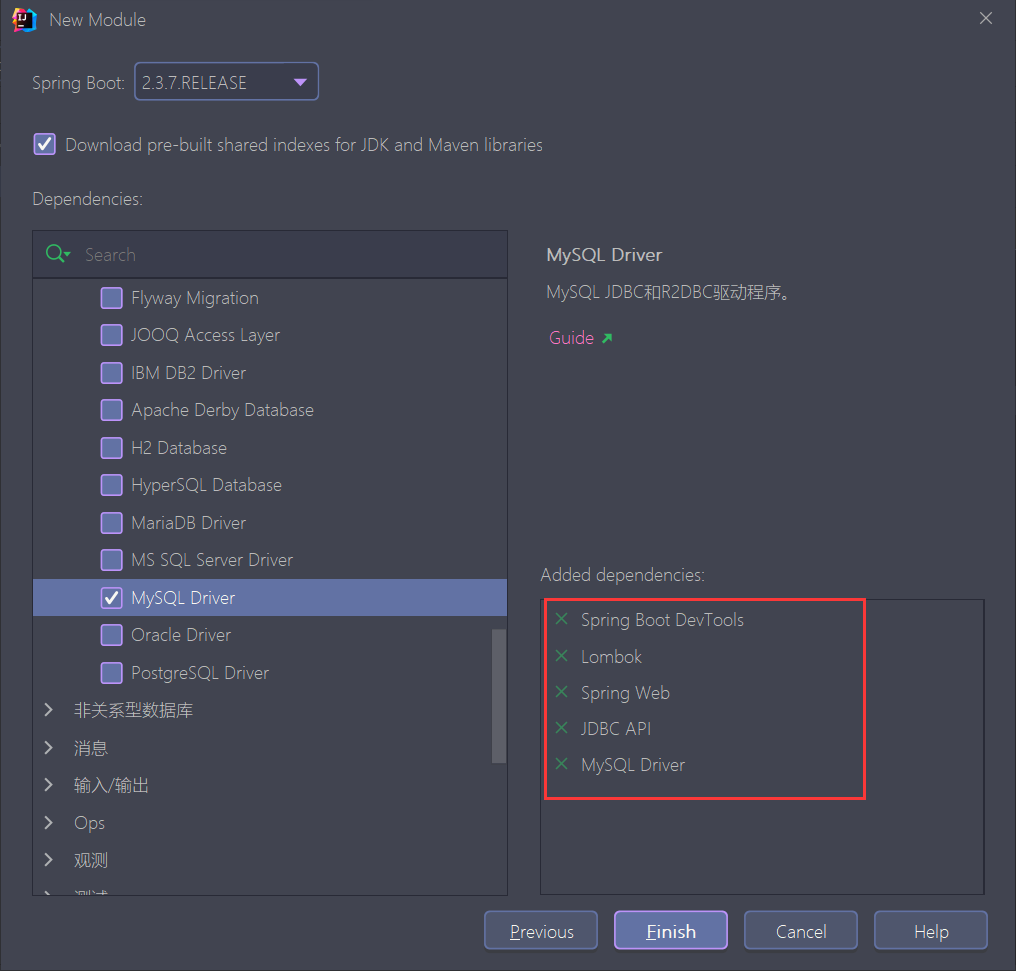 New Module
Spring Boot: 2.3.7.RELEASE
Download pre-built shared indexes for JDK and Maven libraries
Dependencies:
Search
Flyway Migration
JOOQ Access Layer
IBM DB2 Driver
Apache Derby Database
H2 Database
HyperSQL Database
MariaDB Driver
MS SQL Server Driver
MySQL Driver
Oracle Driver
PostgreSQL Driver
非关系型数据库
消息
输入/输出
Ops
观测
测试
MySQL Driver
MySQL JDBC和R2DBC驱动程序。
Guide
Added dependencies:
Spring Boot DevTools
Lombok
Spring Web
JDBC API
MySQL Driver
Previous
Finish
Cancel
Help